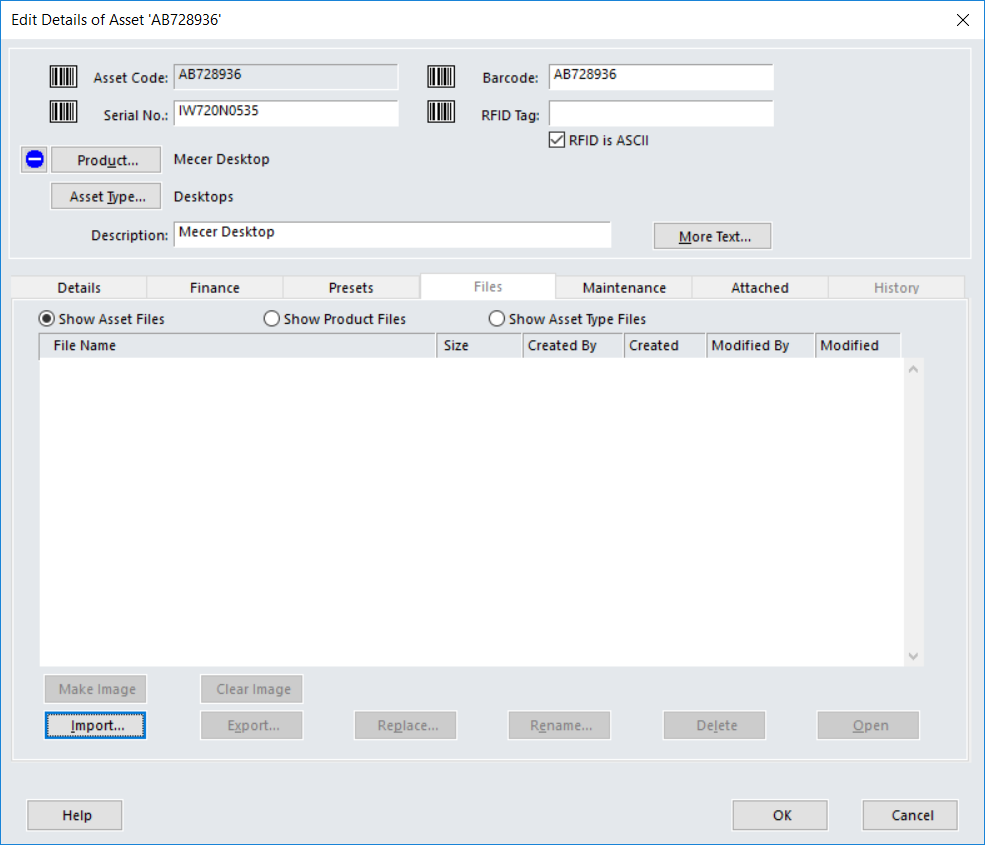 Edit Details of Asset 'AB728936'
Asset Code: AB728936 Barcode: AB728936
Serial No.: IW720N0535 RFID Tag:
RFID is ASCII
Product... Mecer Desktop
Asset Type... Desktops
Description: Mecer Desktop More Text...
Details Finance Presets Files Maintenance Attached History
Show Asset Files Show Product Files Show Asset Type Files
File Name Size Created By Created Modified By Modified
Make Image Clear Image
Import... Export... Replace... Rename... Delete Open
Help OK Cancel